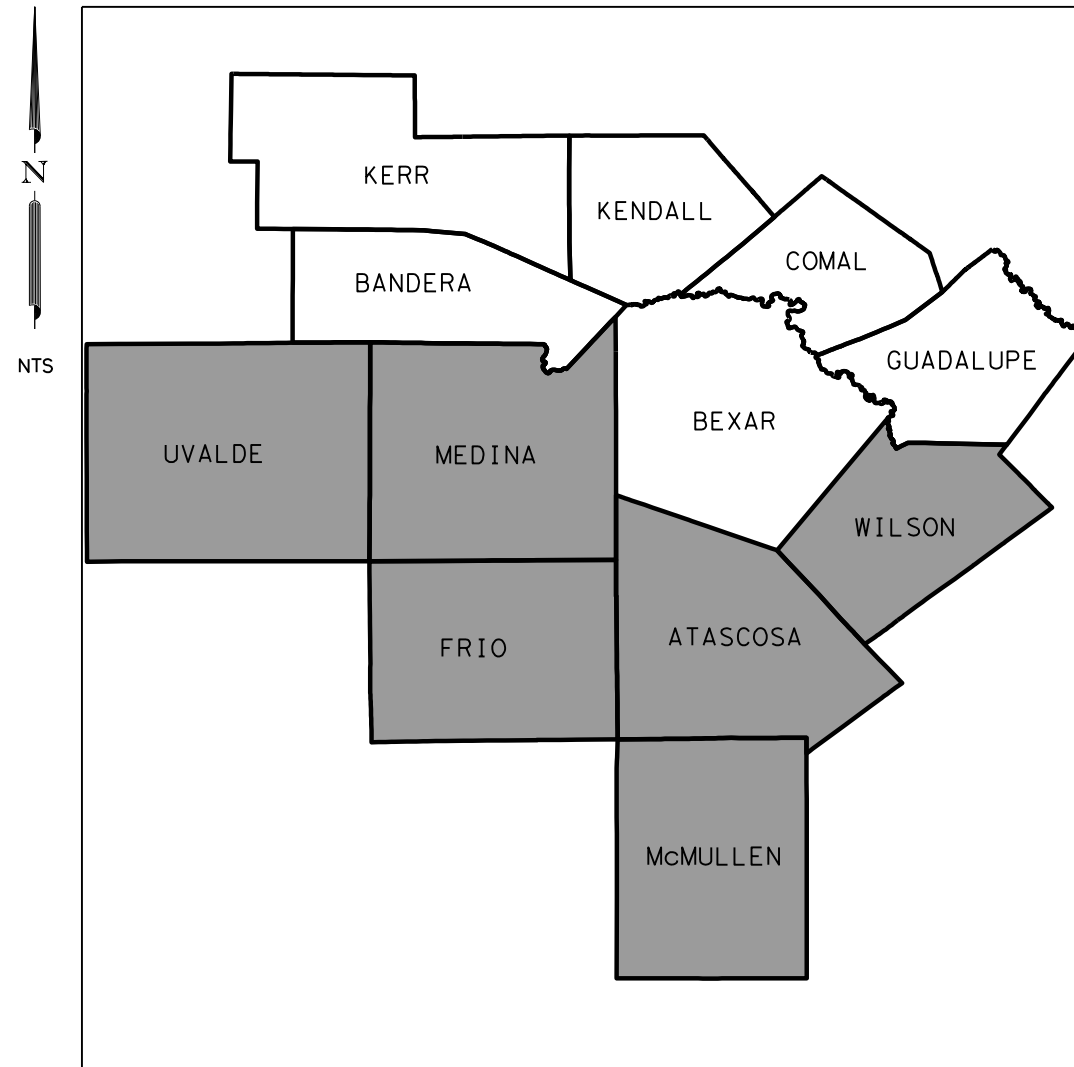 N
NTS
KERR
KENDALL
COMAL
BANDERA
GUADALUPE
BEXAR
UVALDE
MEDINA
WILSON
FRIO
ATASCOSA
McMULLEN